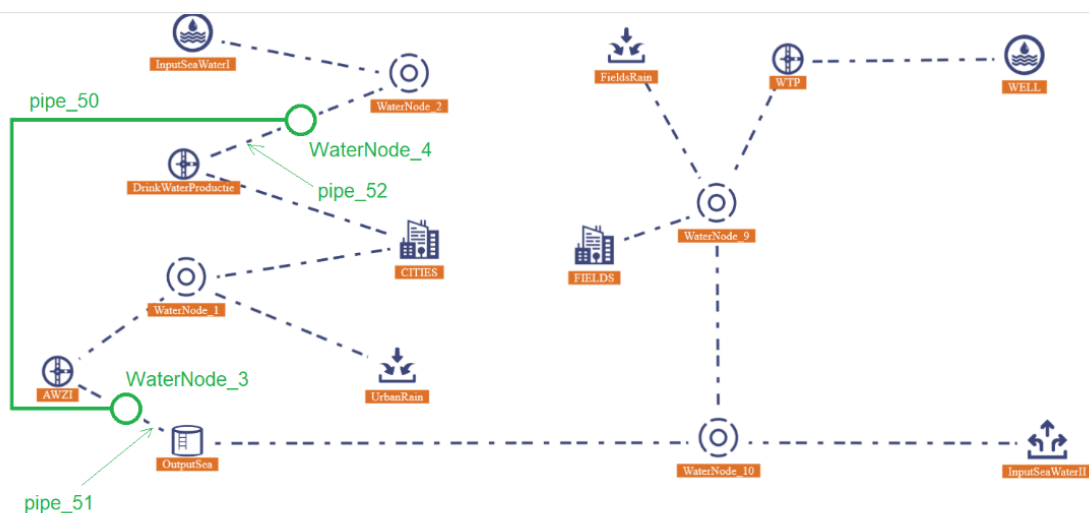 InputSeaWaterI
FieldsRain
WTP
WELL
pipe_50
WaterNode_2
WaterNode_4
DrinkWaterProductie
pipe_52
WaterNode_9
CITIES
FIELDS
WaterNode_1
WaterNode_3
AWZI
UrbanRain
OutputSea
WaterNode_10
InputSeaWaterII
pipe_51